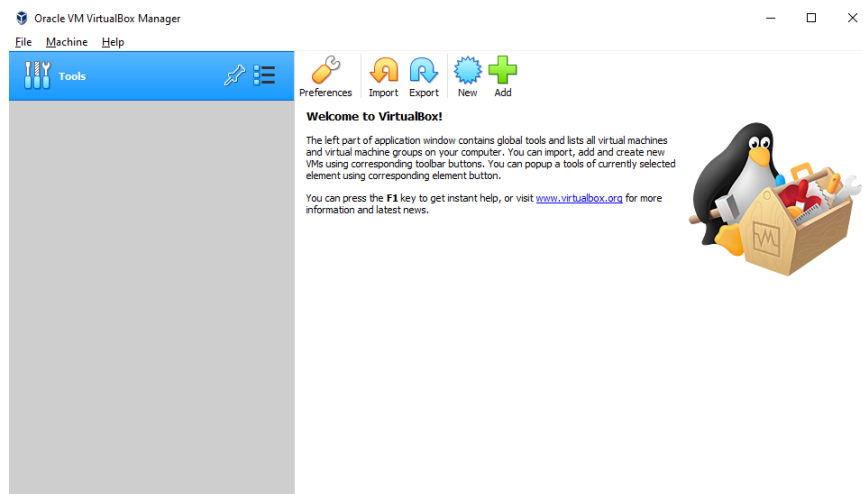 Oracle VM VirtualBox Manager
File Machine Help
Tools
Preferences Import Export New Add
Welcome to VirtualBox!
The left part of application window contains global tools and lists all virtual machines
and virtual machine groups on your computer. You can import, add and create new
VMs using corresponding toolbar buttons. You can popup a tools of currently selected
element using corresponding element button.
You can press the F1 key to get instant help, or visit www.virtualbox.org for more
information and latest news.